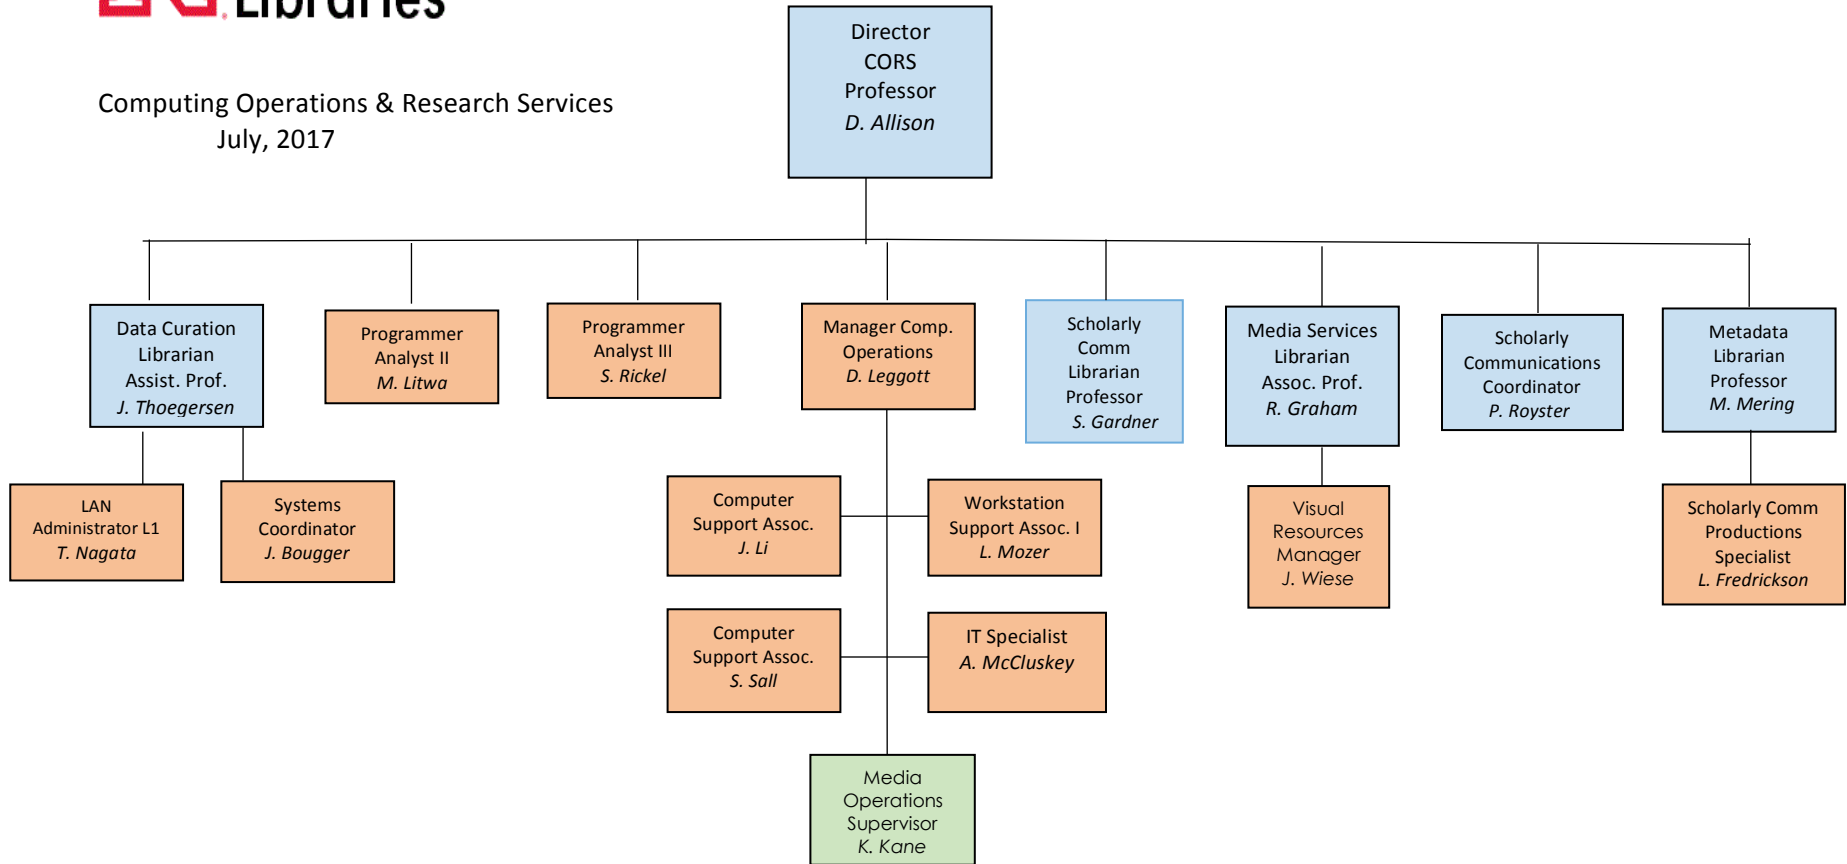 Libraries
Computing Operations & Research Services
July, 2017
Director
CORS
Professor
D. Allison
Data Curation
Librarian
Assist. Prof.
J. Thoegersen
Programmer
Analyst II
M. Litwa
Programmer
Analyst III
S. Rickel
Manager Comp.
Operations
D. Leggott
Scholarly
Comm
Librarian
Professor
S. Gardner
Media Services
Librarian
Assoc. Prof.
R. Graham
Scholarly
Communications
Coordinator
P. Royster
Metadata
Librarian
Professor
M. Mering
LAN
Administrator L1
T. Nagata
Systems
Coordinator
J. Bougger
Computer
Support Assoc.
J. Li
Workstation
Support Assoc. I
L. Mozer
Visual
Resources
Manager
J. Wiese
Scholarly Comm
Productions
Specialist
L. Fredrickson
Computer
Support Assoc.
S. Sall
IT Specialist
A. McCluskey
Media
Operations
Supervisor
K. Kane